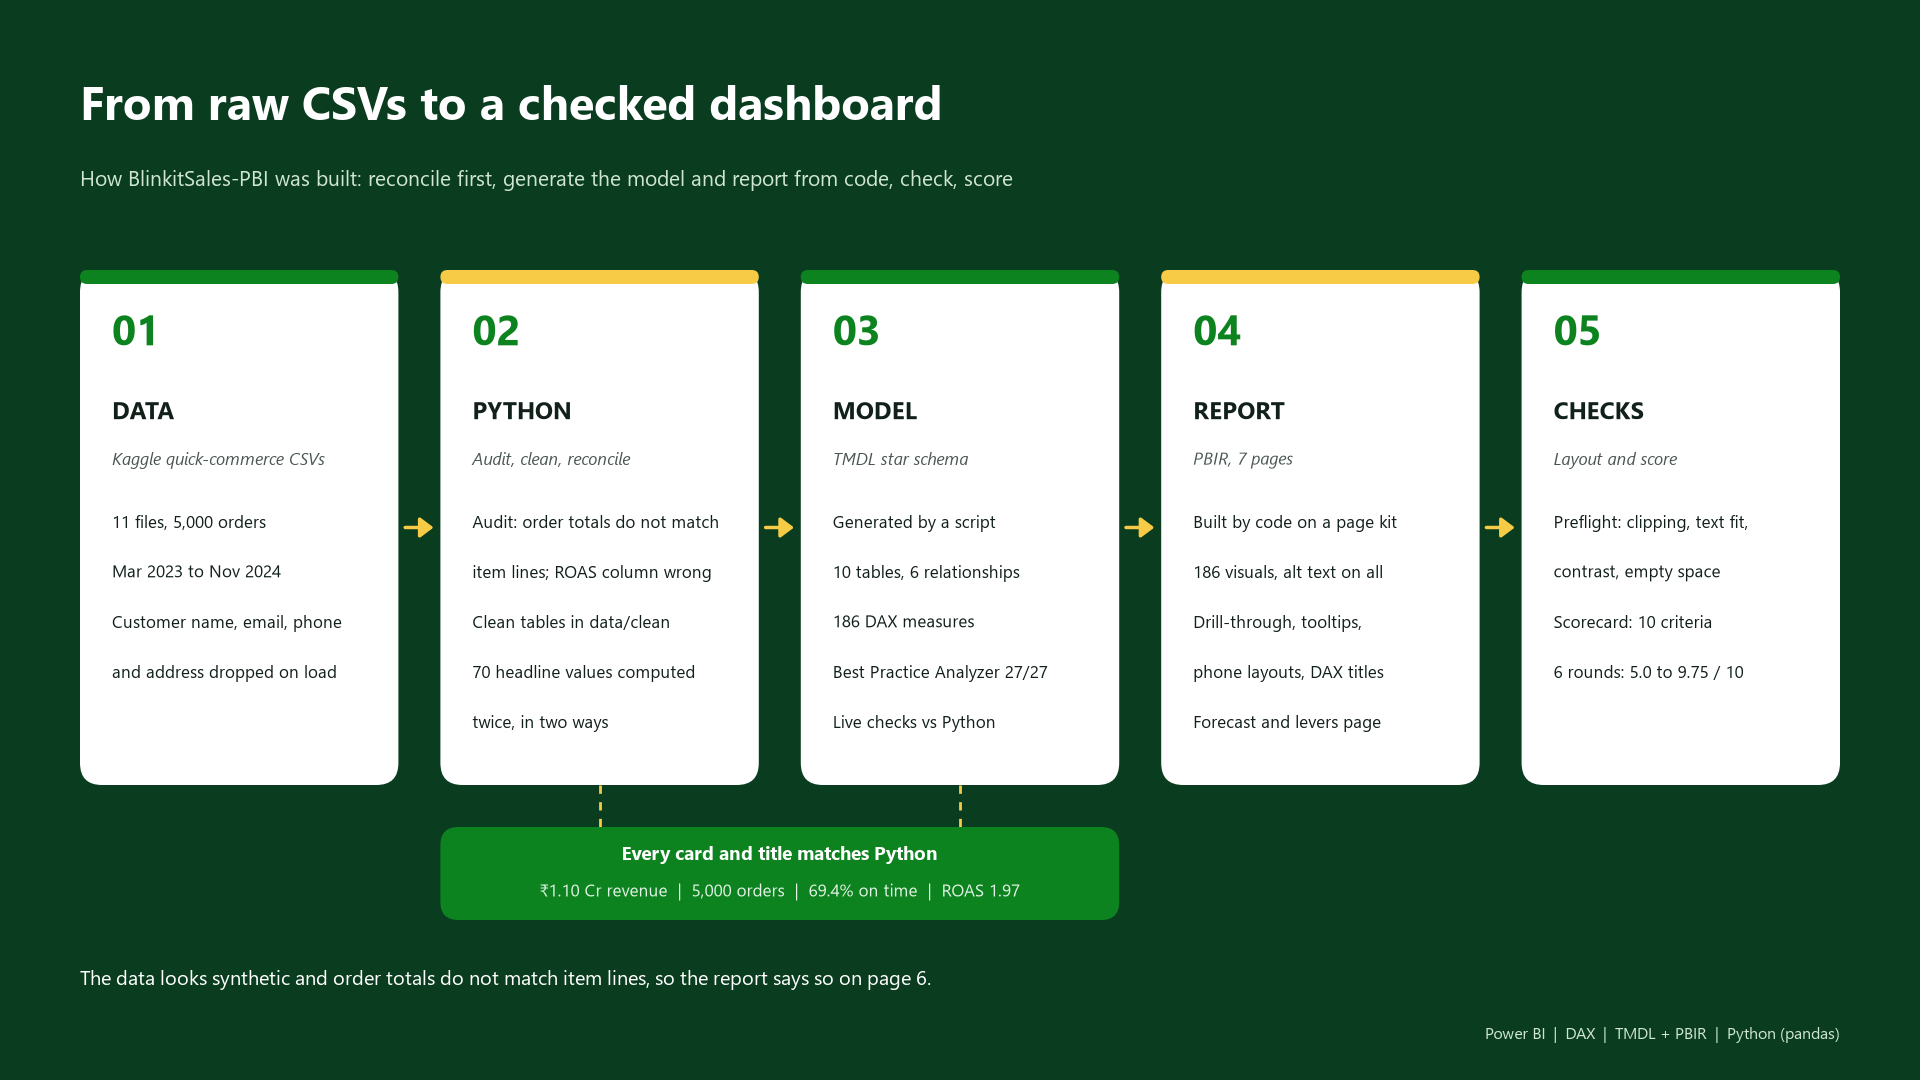 From raw CSVs to a checked dashboard
How BlinkitSales-PBI was built: reconcile first, generate the model and report from code, check, score
01
DATA
Kaggle quick-commerce CSVs
11 files, 5,000 orders
Mar 2023 to Nov 2024
Customer name, email, phone
and address dropped on load
02
PYTHON
Audit, clean, reconcile
Audit: order totals do not match
item lines; ROAS column wrong
Clean tables in data/clean
70 headline values computed
twice, in two ways
03
MODEL
TMDL star schema
Generated by a script
10 tables, 6 relationships
186 DAX measures
Best Practice Analyzer 27/27
Live checks vs Python
04
REPORT
PBIR, 7 pages
Built by code on a page kit
186 visuals, alt text on all
Drill-through, tooltips,
phone layouts, DAX titles
Forecast and levers page
05
CHECKS
Layout and score
Preflight: clipping, text fit,
contrast, empty space
Scorecard: 10 criteria
6 rounds: 5.0 to 9.75 / 10
Every card and title matches Python
₹1.10 Cr revenue | 5,000 orders | 69.4% on time | ROAS 1.97
The data looks synthetic and order totals do not match item lines, so the report says so on page 6.
Power BI | DAX | TMDL + PBIR | Python (pandas)